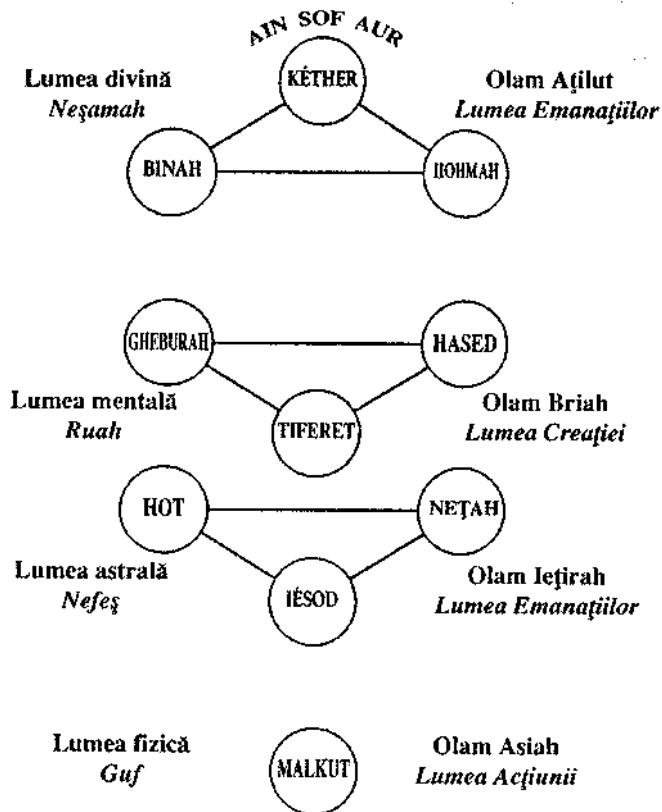 AIN SOF AUR
KÉTHER
Lumea divină
Neşamah
Olam Aţilut
Lumea Emanaţiilor
BINAH
HOHMAH
GHEBURAH
HASED
Lumea mentală
Ruah
TIFERET
Olam Briah
Lumea Creaţiei
HOT
NEŢAH
Lumea astrală
Nefeş
IÉSOD
Olam Ieţirah
Lumea Emanaţiilor
Lumea fizică
Guf
MALKUT
Olam Asiah
Lumea Acţiunii